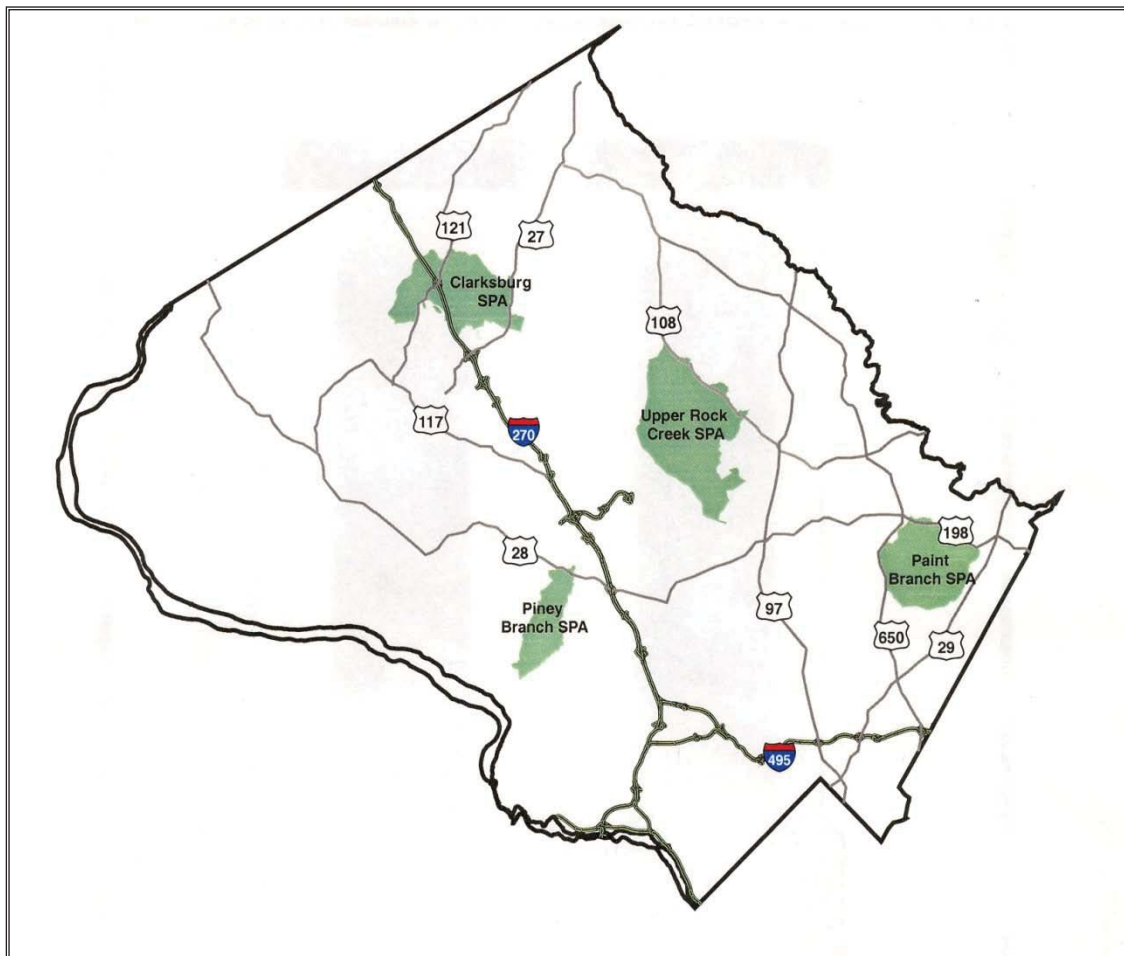 121
27
Clarksburg
SPA
108
Upper Rock
Creek SPA
117
270
198
Paint
Branch SPA
28
Piney
Branch SPA
97
650
29
495